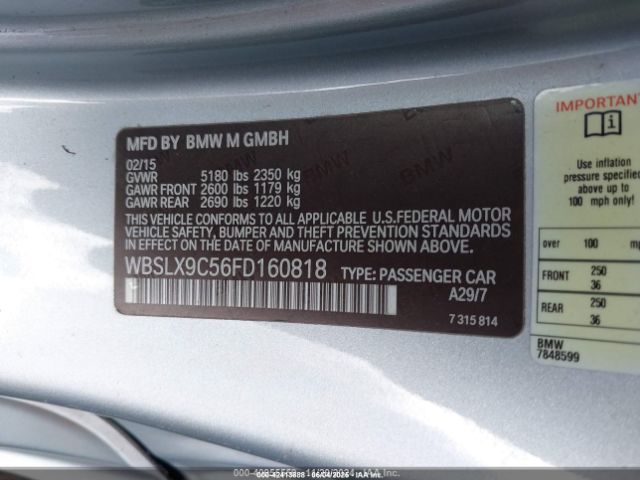 MFD BY BMW M GMBH
02/15
GVWR 5180 lbs 2350 kg
GAWR FRONT 2600 lbs 1179 kg
GAWR REAR 2690 lbs 1220 kg
THIS VEHICLE CONFORMS TO ALL APPLICABLE U.S.FEDERAL MOTOR
VEHICLE SAFETY, BUMPER AND THEFT PREVENTION STANDARDS
IN EFFECT ON THE DATE OF MANUFACTURE SHOWN ABOVE.
WBSLX9C56FD160818 TYPE: PASSENGER CAR
A29/7
7 315 814
IMPORTANT
Use inflation
pressure specified
above up to
100 mph only!
over 100 mp
FRONT 250
36
REAR 250
36
BMW
7848599